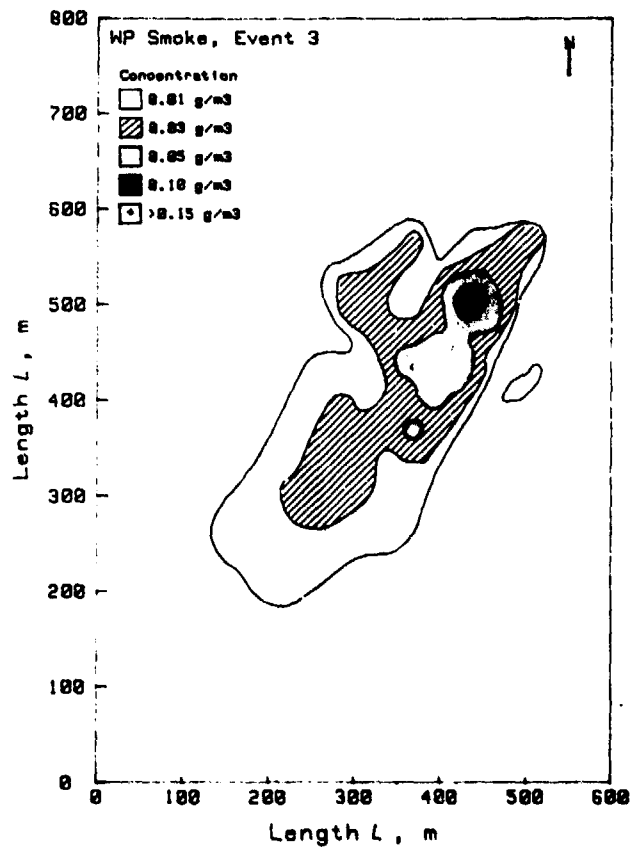 WP Smoke, Event 3
N
Concentration
0.01 g/m3
0.03 g/m3
0.05 g/m3
0.10 g/m3
>0.15 g/m3
800
700
600
500
400
300
200
100
0
Length L, m
0 100 200 300 400 500 600
Length L, m